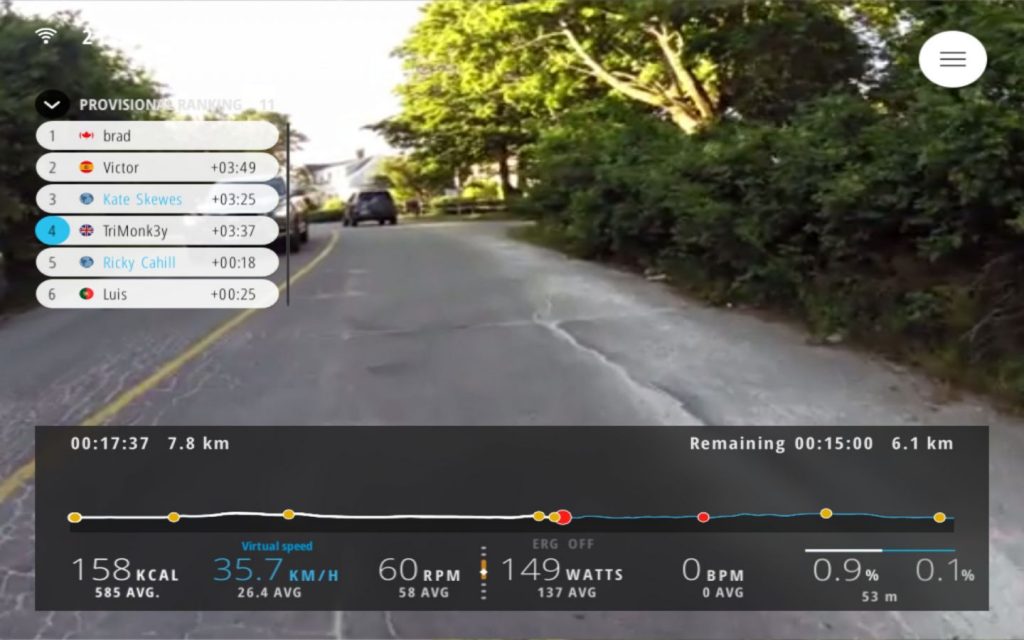 2
PROVISIONAL RANKING 11
1 brad
2 Victor +03:49
3 Kate Skewes +03:25
4 TriMonk3y +03:37
5 Ricky Cahill +00:18
6 Luis +00:25
00:17:37 7.8 km Remaining 00:15:00 6.1 km
Virtual speed ERG OFF
158 KCAL 35.7 KM/H 60 RPM 149 WATTS 0 BPM 0.9% 0.1%
585 AVG. 26.4 AVG 58 AVG 137 AVG 0 AVG 53 m